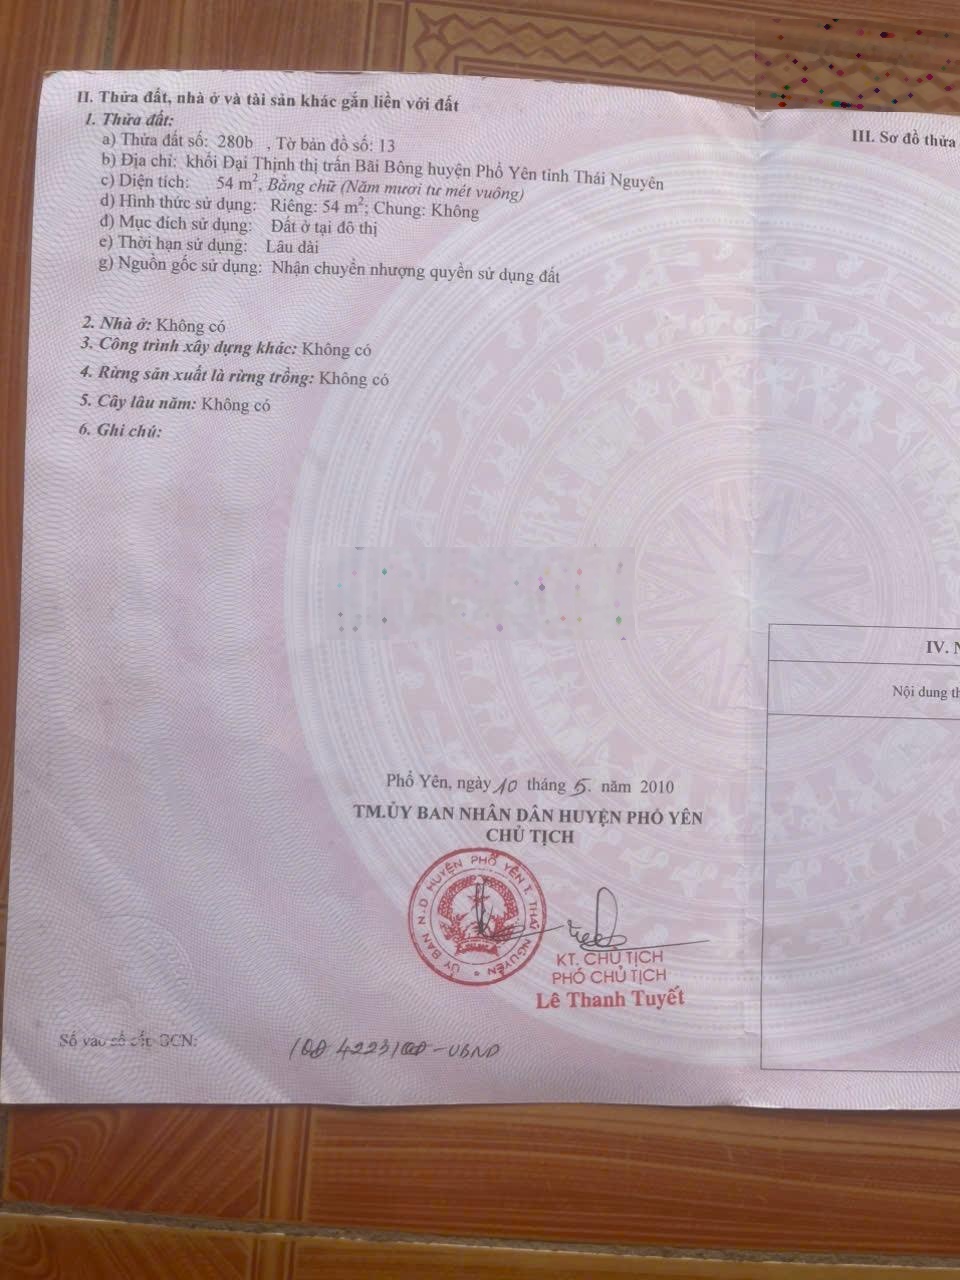 II. Thửa đất, nhà ở và tài sản khác gắn liền với đất
1. Thửa đất:
a) Thửa đất số: 280b , Tờ bản đồ số: 13
b) Địa chỉ: khối Đại Thịnh thị trấn Bãi Bông huyện Phổ Yên tỉnh Thái Nguyên
c) Diện tích: 54 m², Bằng chữ (Năm mươi tư mét vuông)
d) Hình thức sử dụng: Riêng: 54 m²; Chung: Không
đ) Mục đích sử dụng: Đất ở tại đô thị
e) Thời hạn sử dụng: Lâu dài
g) Nguồn gốc sử dụng: Nhận chuyển nhượng quyền sử dụng đất
2. Nhà ở: Không có
3. Công trình xây dựng khác: Không có
4. Rừng sản xuất là rừng trồng: Không có
5. Cây lâu năm: Không có
6. Ghi chú:
III. Sơ đồ thửa
IV. N
Nội dung th
Phổ Yên, ngày 10 tháng 5. năm 2010
TM.ỦY BAN NHÂN DÂN HUYỆN PHỔ YÊN
CHỦ TỊCH
ỦY BAN N.D HUYỆN PHỔ YÊN T. THÁI NGUYÊN
KT. CHỦ TỊCH
PHÓ CHỦ TỊCH
Lê Thanh Tuyết
Số vào sổ cấp GCN: